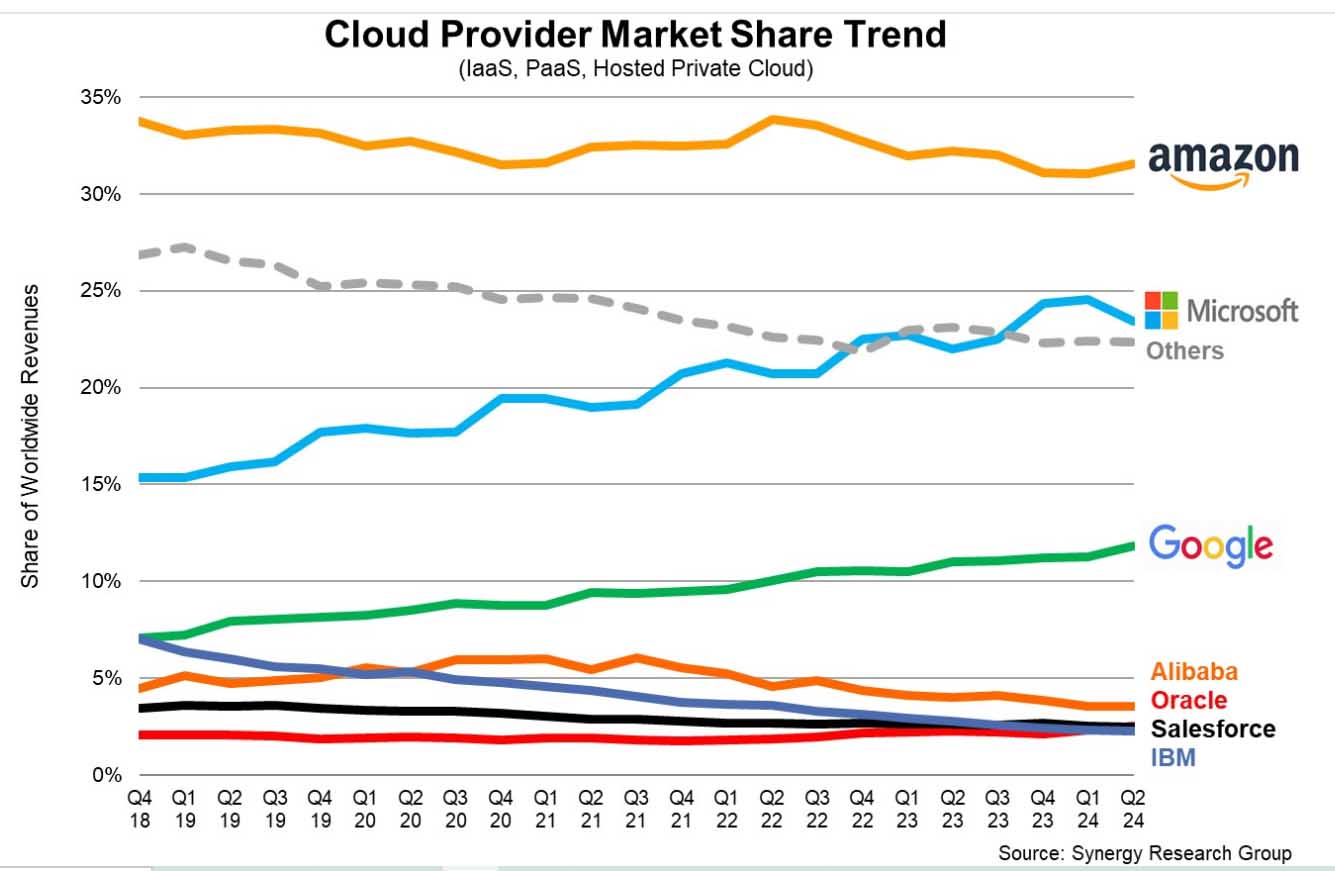 Cloud Provider Market Share Trend
(IaaS, PaaS, Hosted Private Cloud)
Share of Worldwide Revenues
35%
30%
25%
20%
15%
10%
5%
0%
amazon
Microsoft
Others
Google
Alibaba
Oracle
Salesforce
IBM
Q4 Q1 Q2 Q3 Q4 Q1 Q2 Q3 Q4 Q1 Q2 Q3 Q4 Q1 Q2 Q3 Q4 Q1 Q2 Q3 Q4 Q1 Q2
18 19 19 19 19 20 20 20 20 21 21 21 21 22 22 22 22 23 23 23 23 24 24
Source: Synergy Research Group